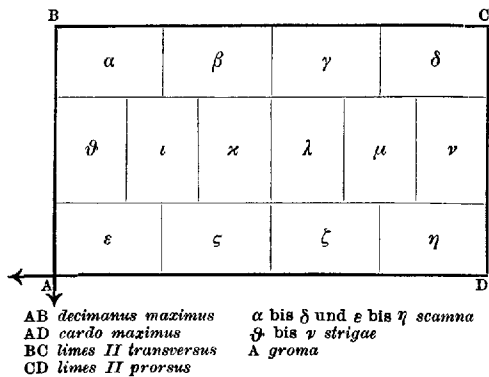 B C
α β γ δ
ϑ ι ϰ λ μ ν
ε ς ζ η
A D
AB decimanus maximus α bis δ und ε bis η scamna
AD cardo maximus ϑ bis ν strigae
BC limes II transversus A groma
CD limes II prorsus